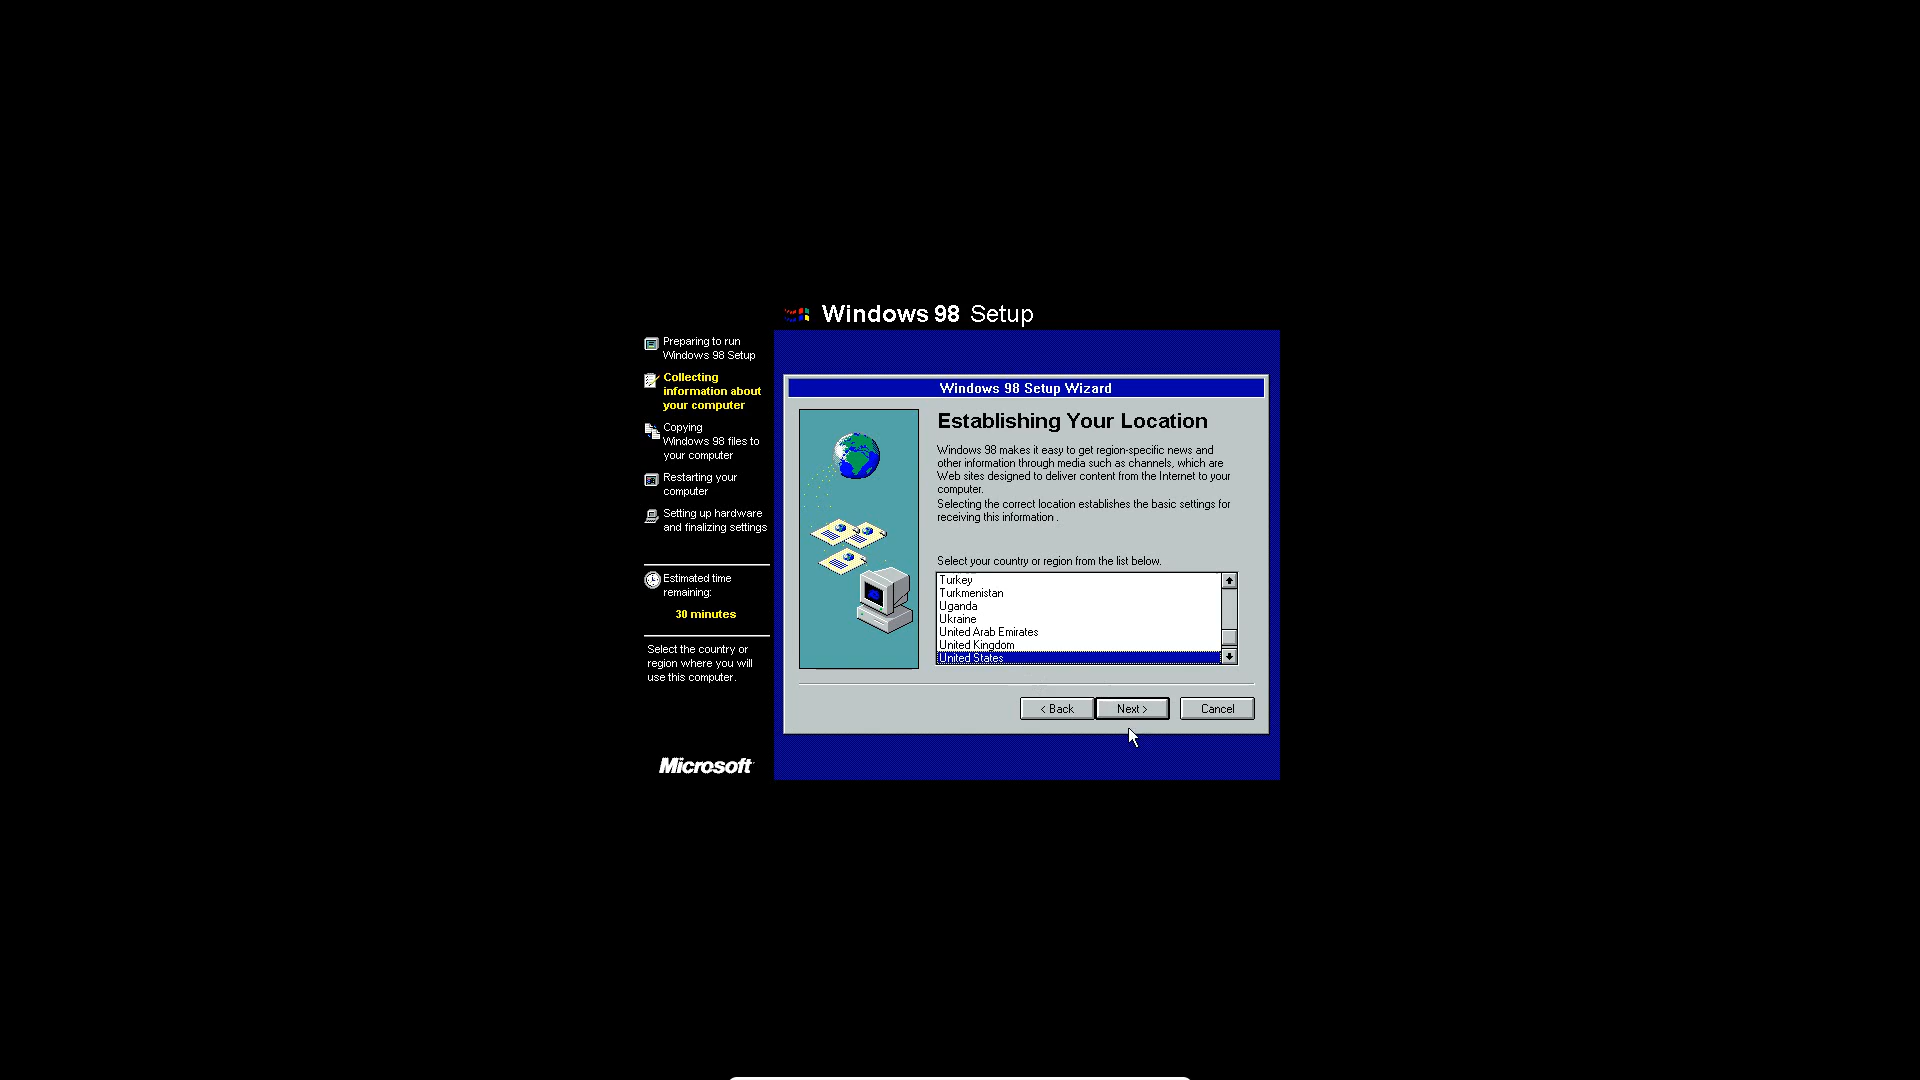 Windows 98 Setup
Preparing to run
Windows 98 Setup
Collecting
information about
your computer
Copying
Windows 98 files to
your computer
Restarting your
computer
Setting up hardware
and finalizing settings
Estimated time
remaining:
30 minutes
Select the country or
region where you will
use this computer.
Microsoft
Windows 98 Setup Wizard
Establishing Your Location
Windows 98 makes it easy to get region-specific news and
other information through media such as channels, which are
Web sites designed to deliver content from the Internet to your
computer.
Selecting the correct location establishes the basic settings for
receiving this information .
Select your country or region from the list below.
Turkey
Turkmenistan
Uganda
Ukraine
United Arab Emirates
United Kingdom
United States
< Back
Next >
Cancel